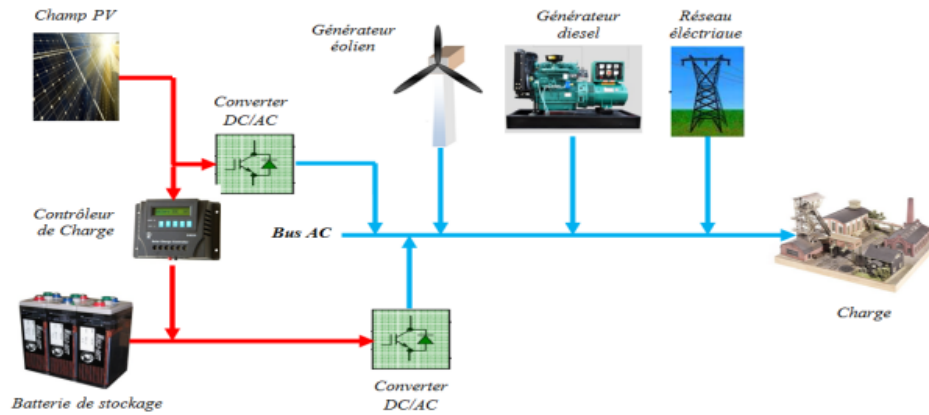 Champ PV
Générateur
éolien
Générateur
diesel
Réseau
éléctriaue
Converter
DC/AC
Contrôleur
de Charge
Bus AC
Charge
Converter
DC/AC
Batterie de stockage